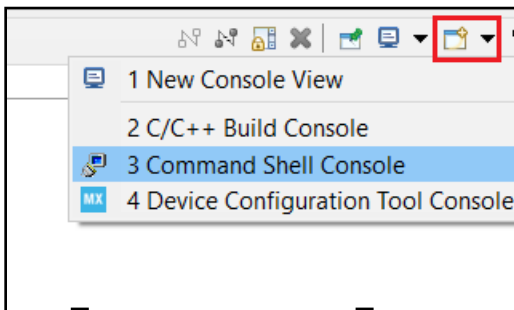 1 New Console View
2 C/C++ Build Console
3 Command Shell Console
MX 4 Device Configuration Tool Console